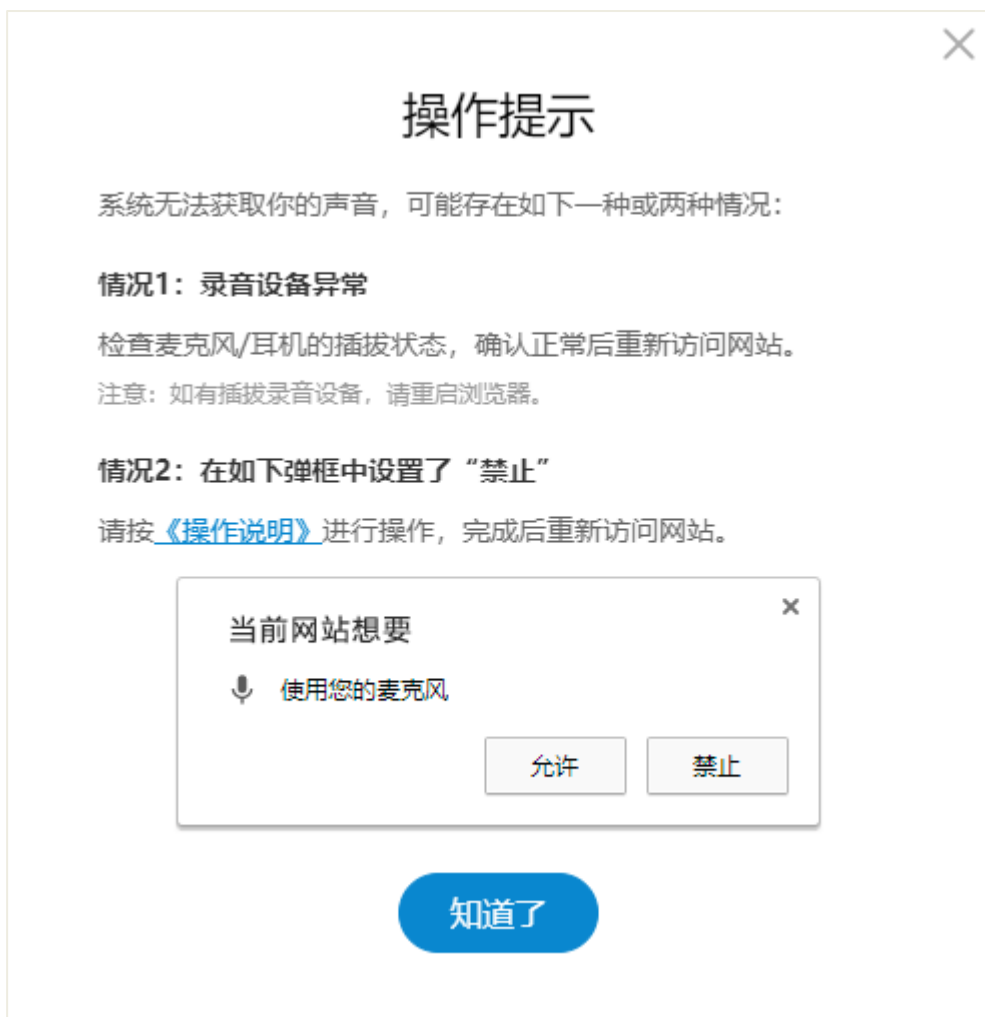 操作提示
系统无法获取你的声音，可能存在如下一种或两种情况：
情况1：录音设备异常
检查麦克风/耳机的插拔状态，确认正常后重新访问网站。
注意：如有插拔录音设备，请重启浏览器。
情况2：在如下弹框中设置了“禁止”
请按《操作说明》进行操作，完成后重新访问网站。
当前网站想要
使用您的麦克风
允许 禁止
知道了